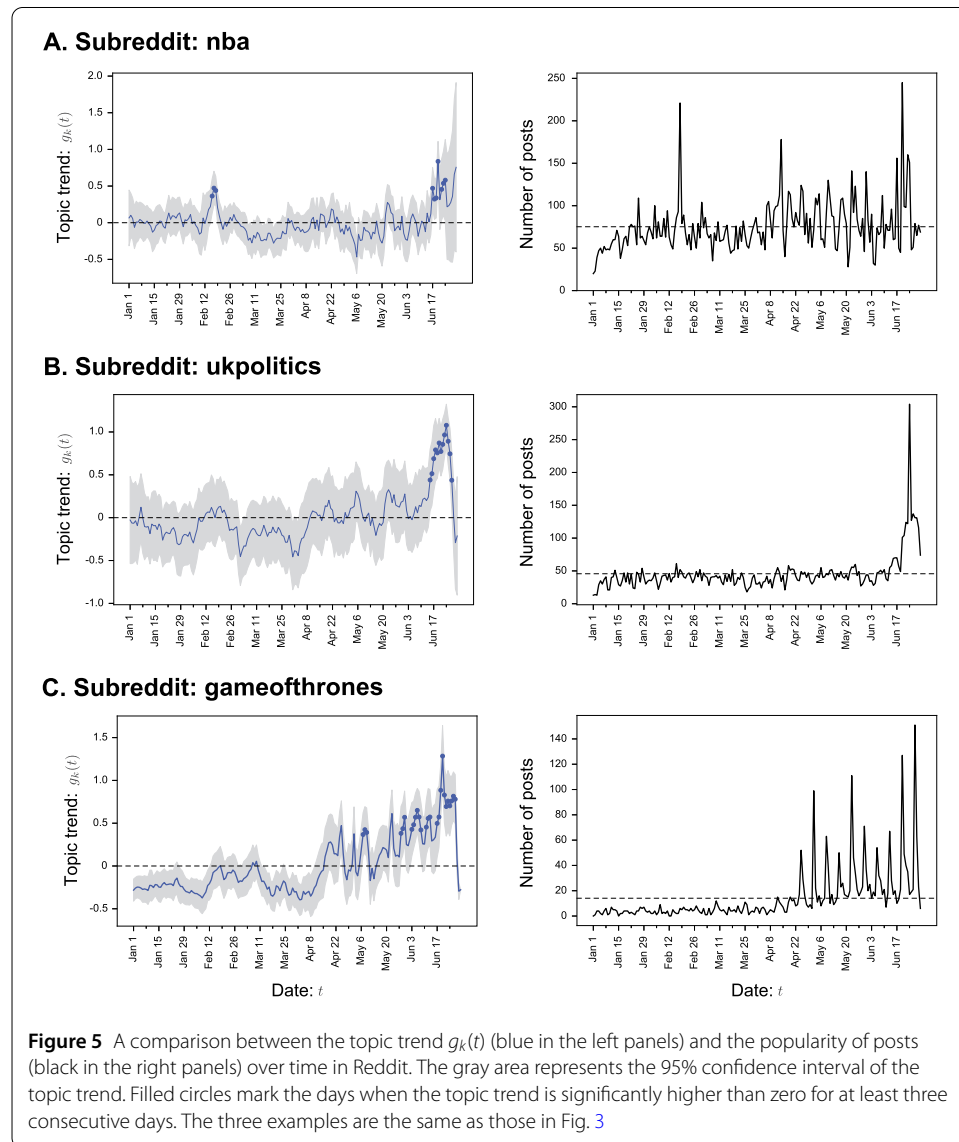 A. Subreddit: nba
Topic trend: gₖ(t)
2.0
1.5
1.0
0.5
0
-0.5
Jan 1
Jan 15
Jan 29
Feb 12
Feb 26
Mar 11
Mar 25
Apr 8
Apr 22
May 6
May 20
Jun 3
Jun 17
Number of posts
250
200
150
100
50
0
Jan 1
Jan 15
Jan 29
Feb 12
Feb 26
Mar 11
Mar 25
Apr 8
Apr 22
May 6
May 20
Jun 3
Jun 17
B. Subreddit: ukpolitics
Topic trend: gₖ(t)
1.0
0.5
0
-0.5
-1.0
Jan 1
Jan 15
Jan 29
Feb 12
Feb 26
Mar 11
Mar 25
Apr 8
Apr 22
May 6
May 20
Jun 3
Jun 17
Number of posts
300
250
200
150
100
50
0
Jan 1
Jan 15
Jan 29
Feb 12
Feb 26
Mar 11
Mar 25
Apr 8
Apr 22
May 6
May 20
Jun 3
Jun 17
C. Subreddit: gameofthrones
Topic trend: gₖ(t)
1.5
1.0
0.5
0
-0.5
Jan 1
Jan 15
Jan 29
Feb 12
Feb 26
Mar 11
Mar 25
Apr 8
Apr 22
May 6
May 20
Jun 3
Jun 17
Date: t
Number of posts
140
120
100
80
60
40
20
0
Jan 1
Jan 15
Jan 29
Feb 12
Feb 26
Mar 11
Mar 25
Apr 8
Apr 22
May 6
May 20
Jun 3
Jun 17
Date: t
Figure 5 A comparison between the topic trend gₖ(t) (blue in the left panels) and the popularity of posts
(black in the right panels) over time in Reddit. The gray area represents the 95% confidence interval of the
topic trend. Filled circles mark the days when the topic trend is significantly higher than zero for at least three
consecutive days. The three examples are the same as those in Fig. 3